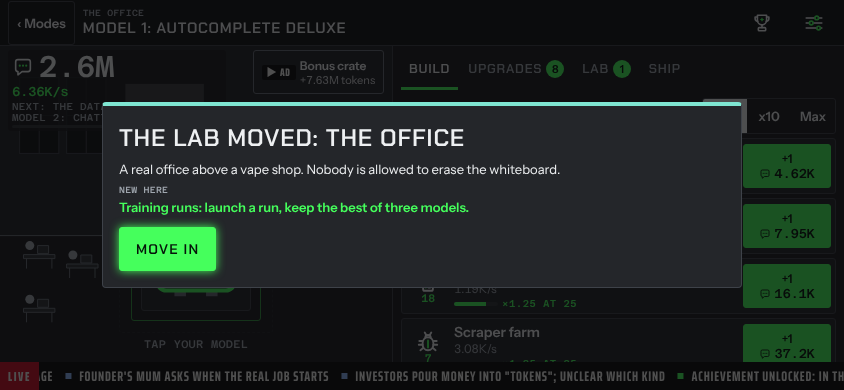 ‹ Modes
THE OFFICE
MODEL 1: AUTOCOMPLETE DELUXE
2.6M
6.36K/s
NEXT: THE DAT
MODEL 2: CHAT
AD
Bonus crate
+7.63M tokens
BUILD
UPGRADES 8
LAB 1
SHIP
x10
Max
THE LAB MOVED: THE OFFICE
A real office above a vape shop. Nobody is allowed to erase the whiteboard.
NEW HERE
Training runs: launch a run, keep the best of three models.
MOVE IN
+1
4.62K
+1
7.95K
+1
16.1K
1.19K/s
18
×1.25 AT 25
Scraper farm
3.08K/s
7
+1
37.2K
TAP YOUR MODEL
LIVE
GE
FOUNDER'S MUM ASKS WHEN THE REAL JOB STARTS
INVESTORS POUR MONEY INTO "TOKENS"; UNCLEAR WHICH KIND
ACHIEVEMENT UNLOCKED: IN TH